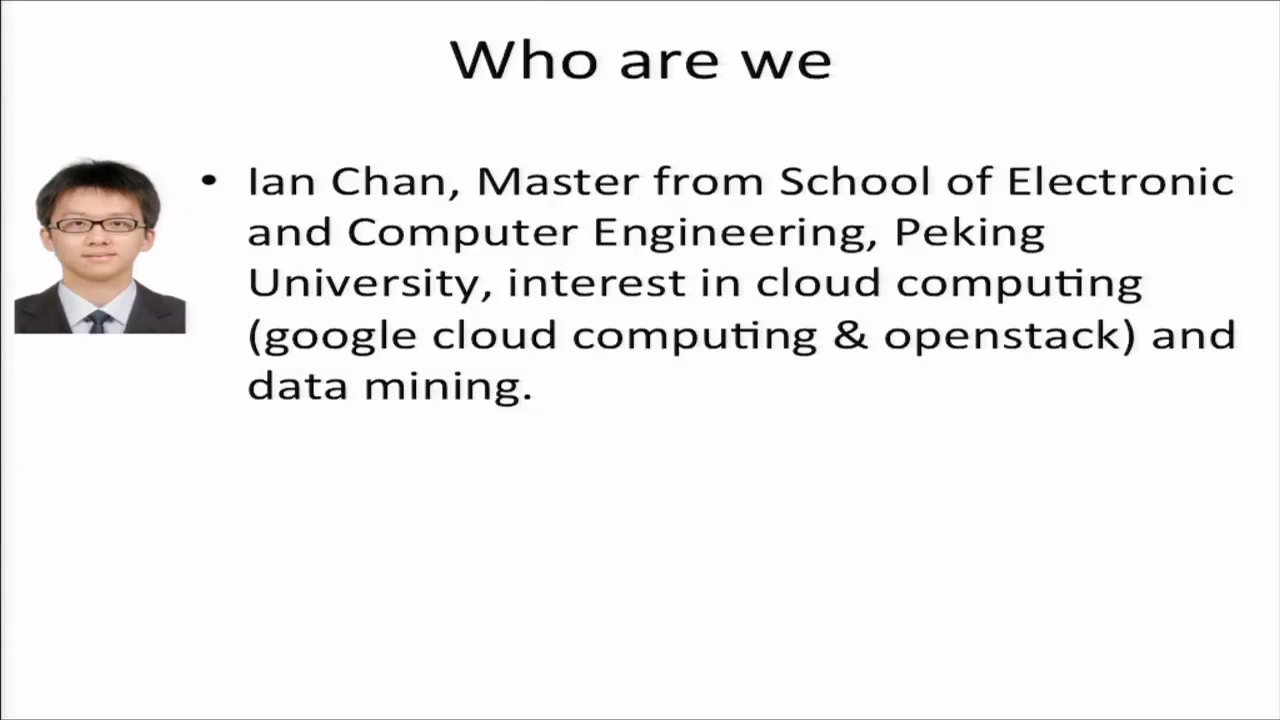 Who are we
• Ian Chan, Master from School of Electronic
and Computer Engineering, Peking
University, interest in cloud computing
(google cloud computing & openstack) and
data mining.